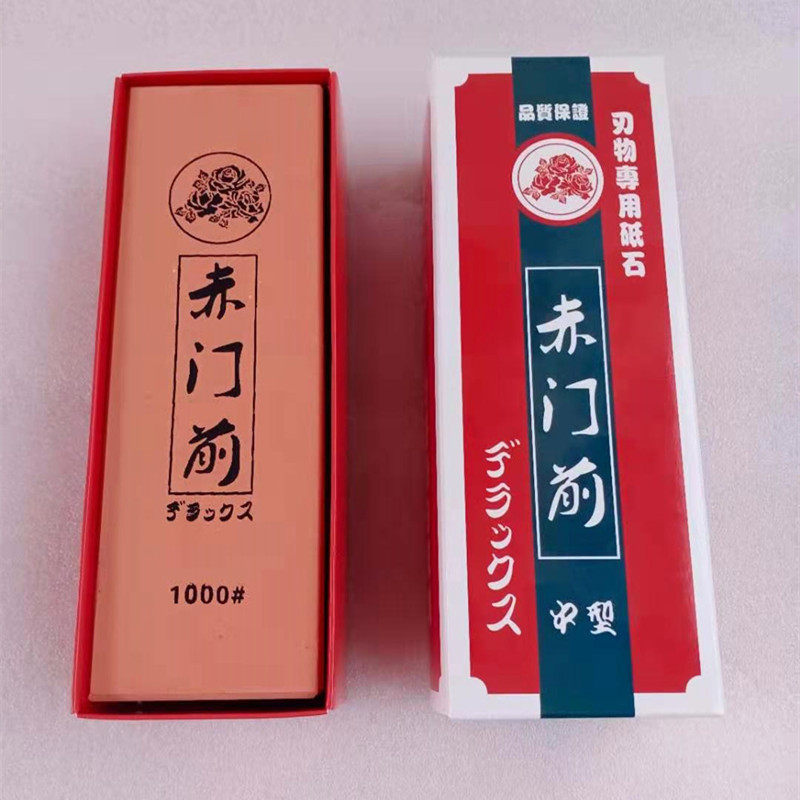 赤门前
デラックス
1000#
品質保證
刃物専用砥石
赤门前
デラックス
中型